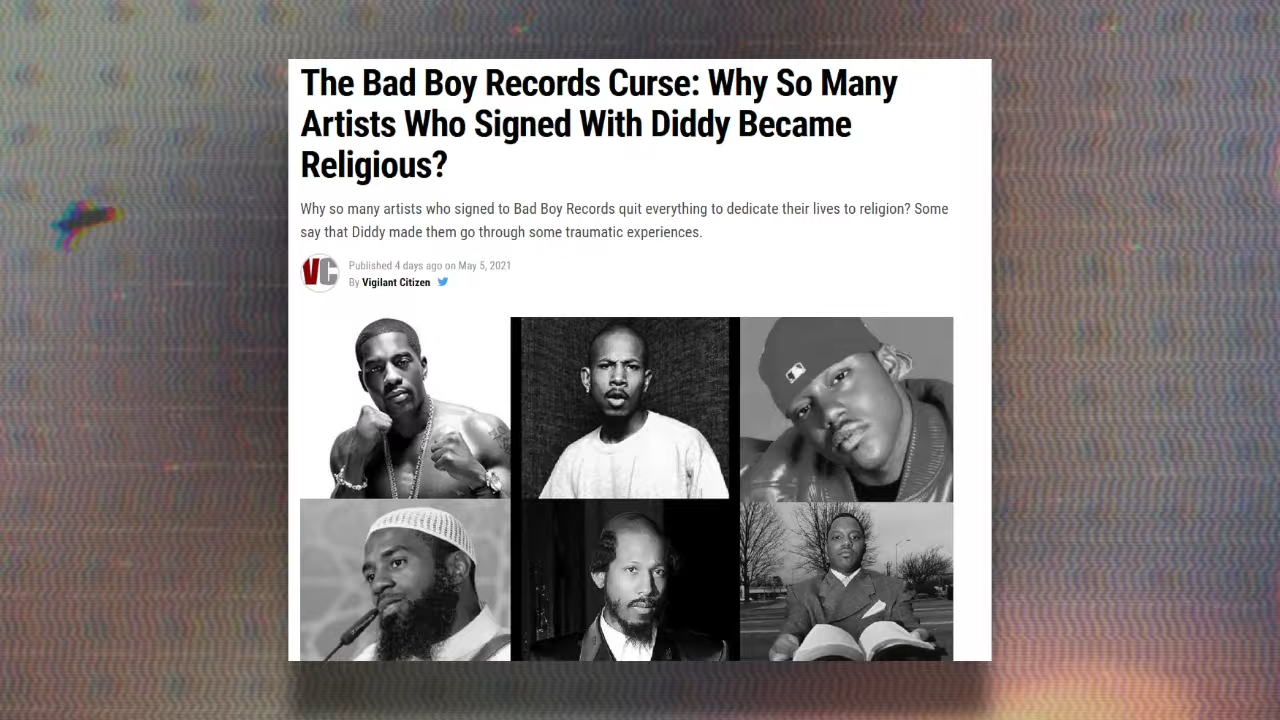 The Bad Boy Records Curse: Why So Many
Artists Who Signed With Diddy Became
Religious?
Why so many artists who signed to Bad Boy Records quit everything to dedicate their lives to religion? Some
say that Diddy made them go through some traumatic experiences.
VC
Published 4 days ago on May 5, 2021
By Vigilant Citizen